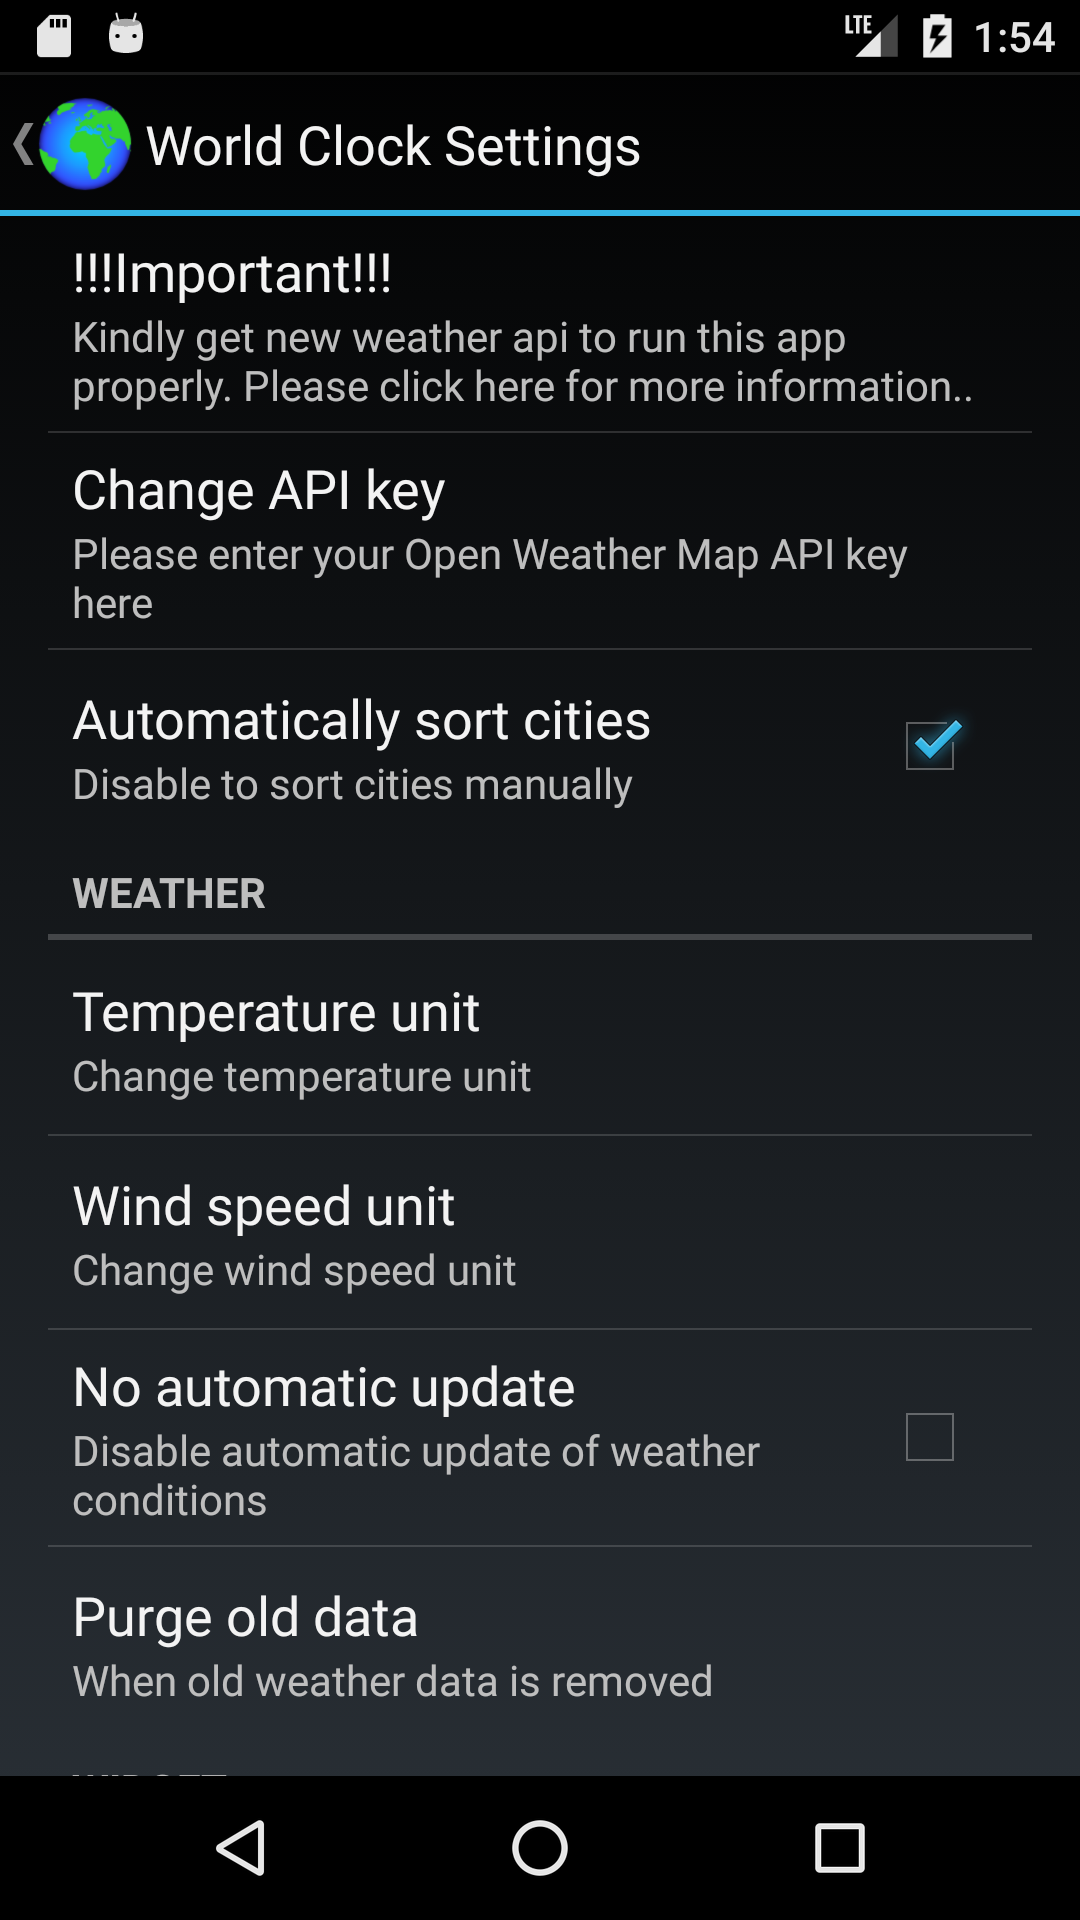 LTE 1:54
World Clock Settings
!!!Important!!!
Kindly get new weather api to run this app
properly. Please click here for more information..
Change API key
Please enter your Open Weather Map API key
here
Automatically sort cities
Disable to sort cities manually
WEATHER
Temperature unit
Change temperature unit
Wind speed unit
Change wind speed unit
No automatic update
Disable automatic update of weather
conditions
Purge old data
When old weather data is removed